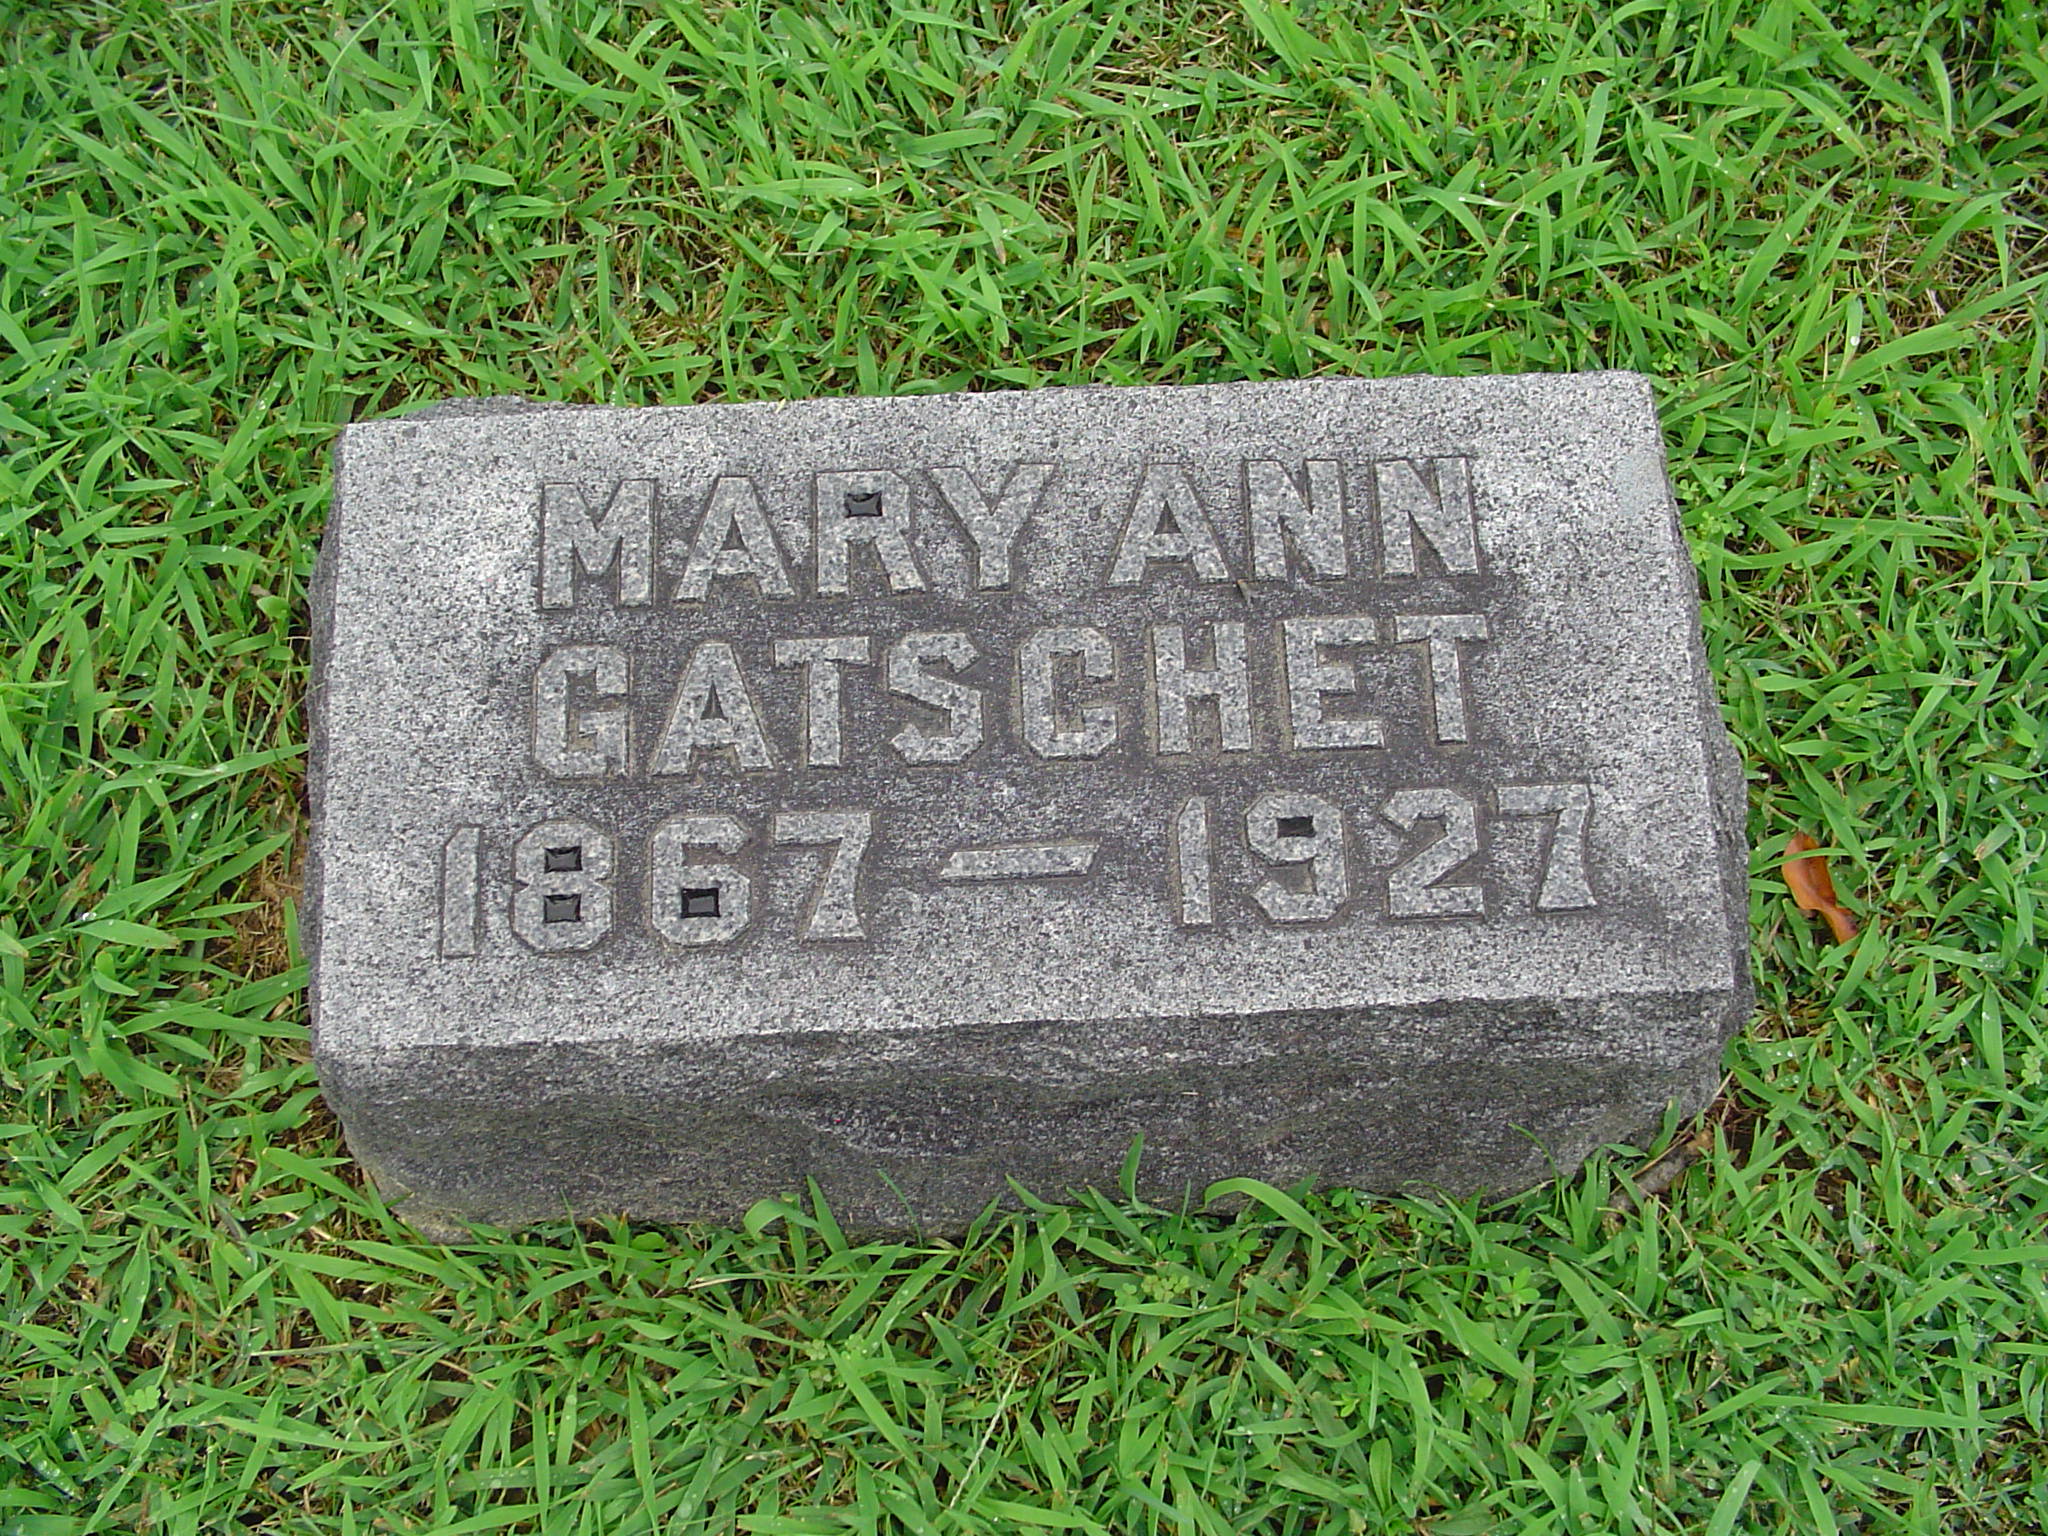 MARY ANN
GATSCHET
1867 — 1927